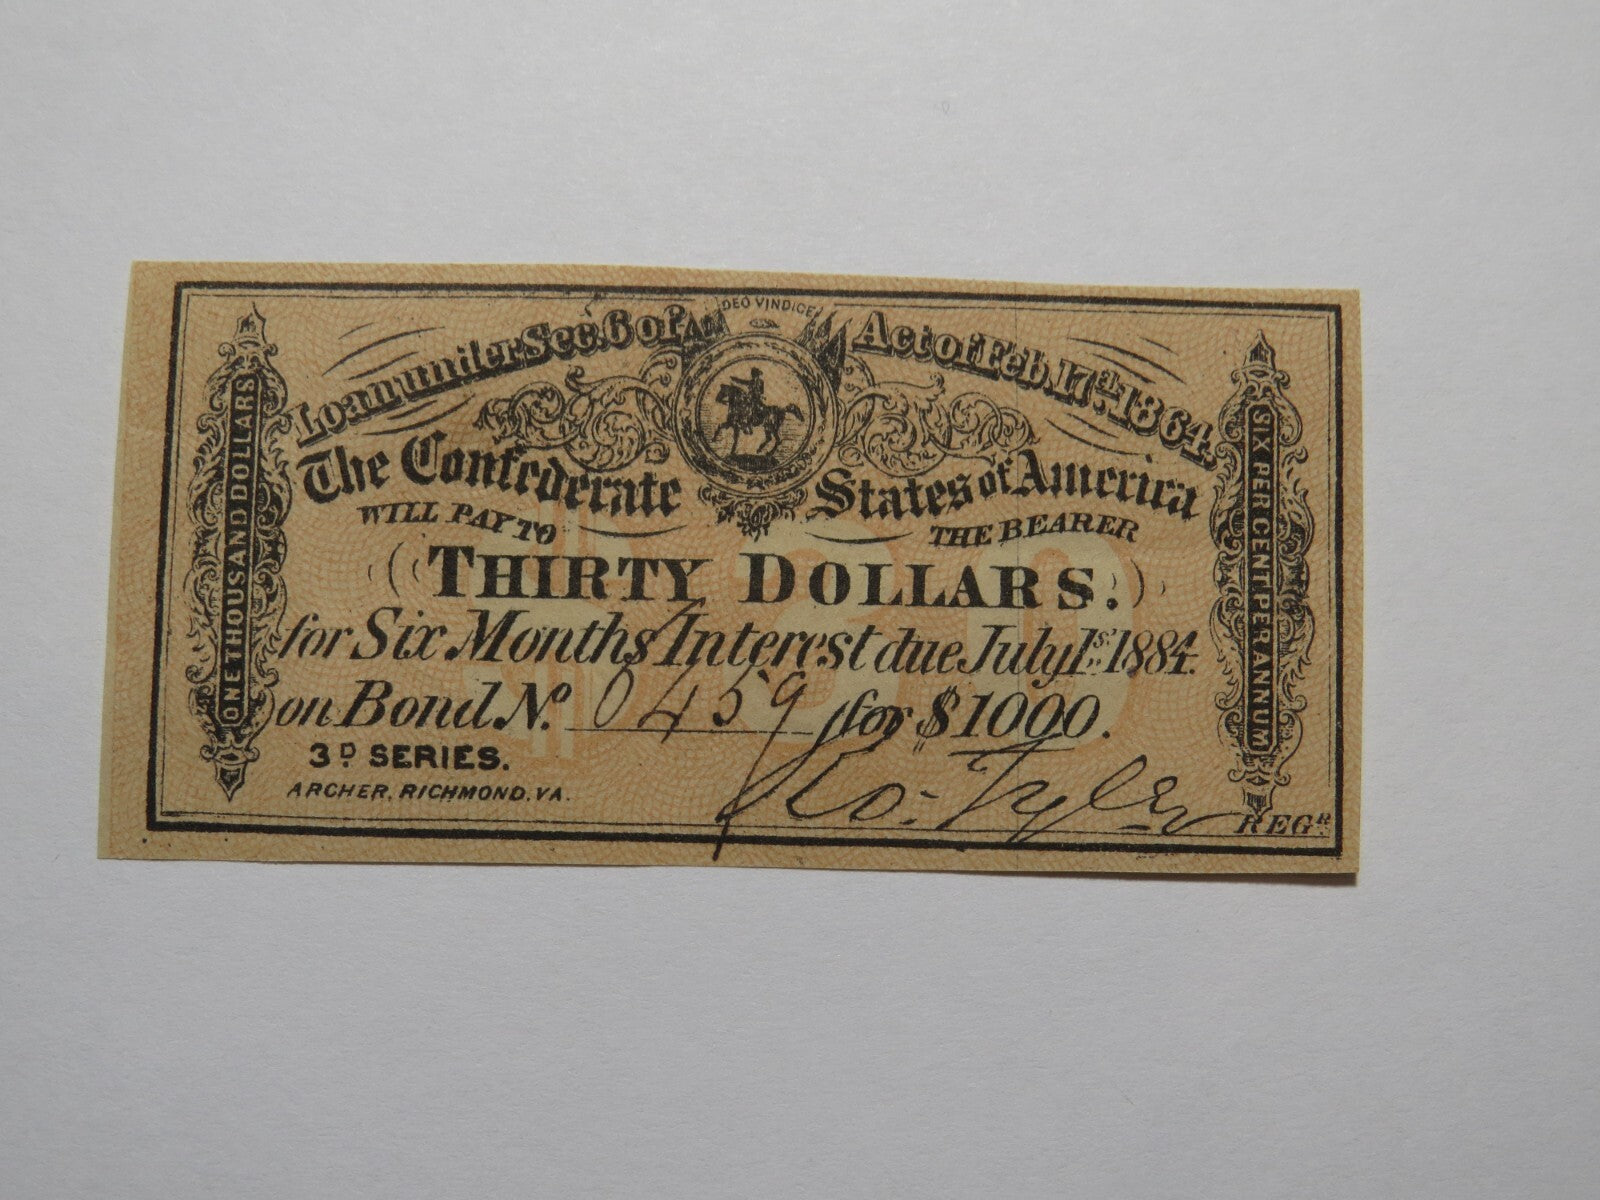 DEO VINDICE
Loan under Sec. 6 of An Act of Feb. 17th 1864.
The Confederate States of America
WILL PAY TO THE BEARER
THIRTY DOLLARS.
for Six Months Interest due July 1st 1884.
on Bond No. 0459 for $1000.
3D SERIES.
ARCHER, RICHMOND, VA.
Ro. Tyler REGR.
ONE THOUSAND DOLLARS
SIX PER CENT PER ANNUM
$30